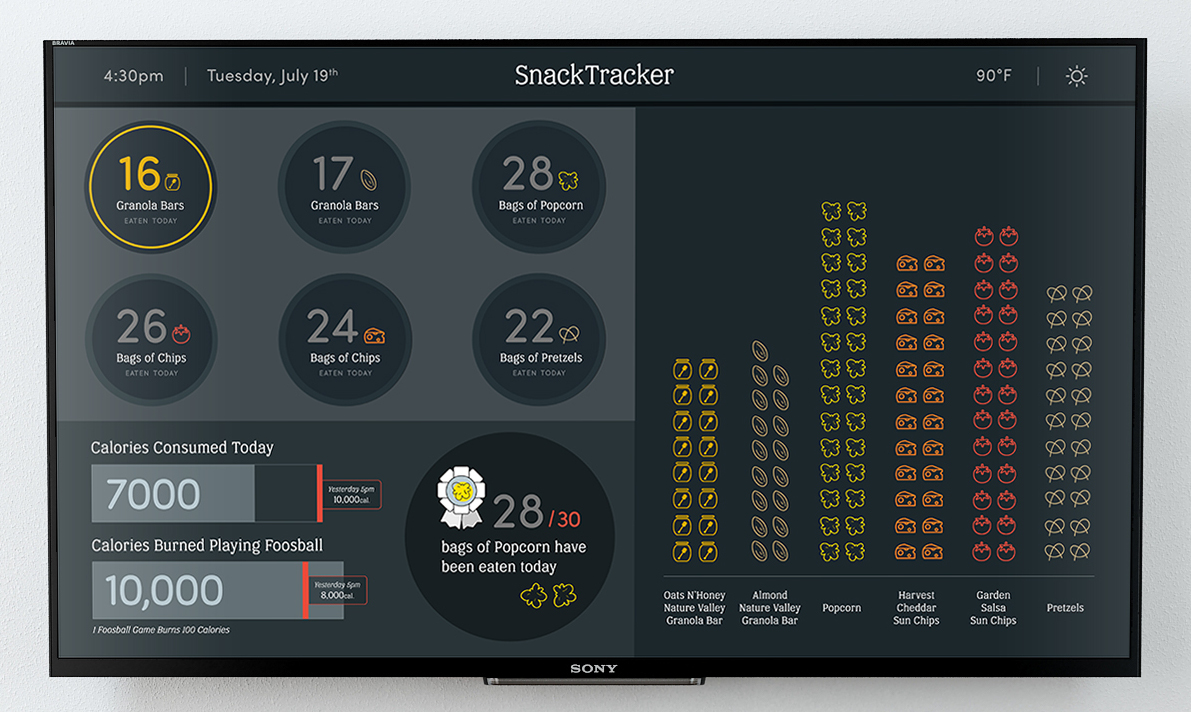 BRAVIA
4:30pm | Tuesday, July 19th
SnackTracker
90°F
16
Granola Bars
EATEN TODAY
17
Granola Bars
EATEN TODAY
28
Bags of Popcorn
EATEN TODAY
26
Bags of Chips
EATEN TODAY
24
Bags of Chips
EATEN TODAY
22
Bags of Pretzels
EATEN TODAY
Calories Consumed Today
7000
Yesterday 5pm
10,000cal.
Calories Burned Playing Foosball
10,000
Yesterday 5pm
8,000cal.
1 Foosball Game Burns 100 Calories
28/30
bags of Popcorn have
been eaten today
Oats N'Honey
Nature Valley
Granola Bar
Almond
Nature Valley
Granola Bar
Popcorn
Harvest
Cheddar
Sun Chips
Garden
Salsa
Sun Chips
Pretzels
SONY